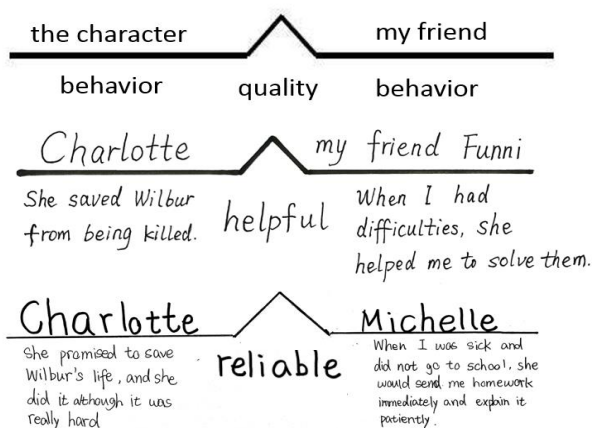 the character my friend
behavior quality behavior
Charlotte my friend Funni
She saved Wilbur
from being killed.
helpful
When I had
difficulties, she
helped me to solve them.
Charlotte Michelle
She promised to save
Wilbur's life, and she
did it although it was
really hard
reliable
When I was sick and
did not go to school, she
would send me homework
immediately and explain it
patiently.